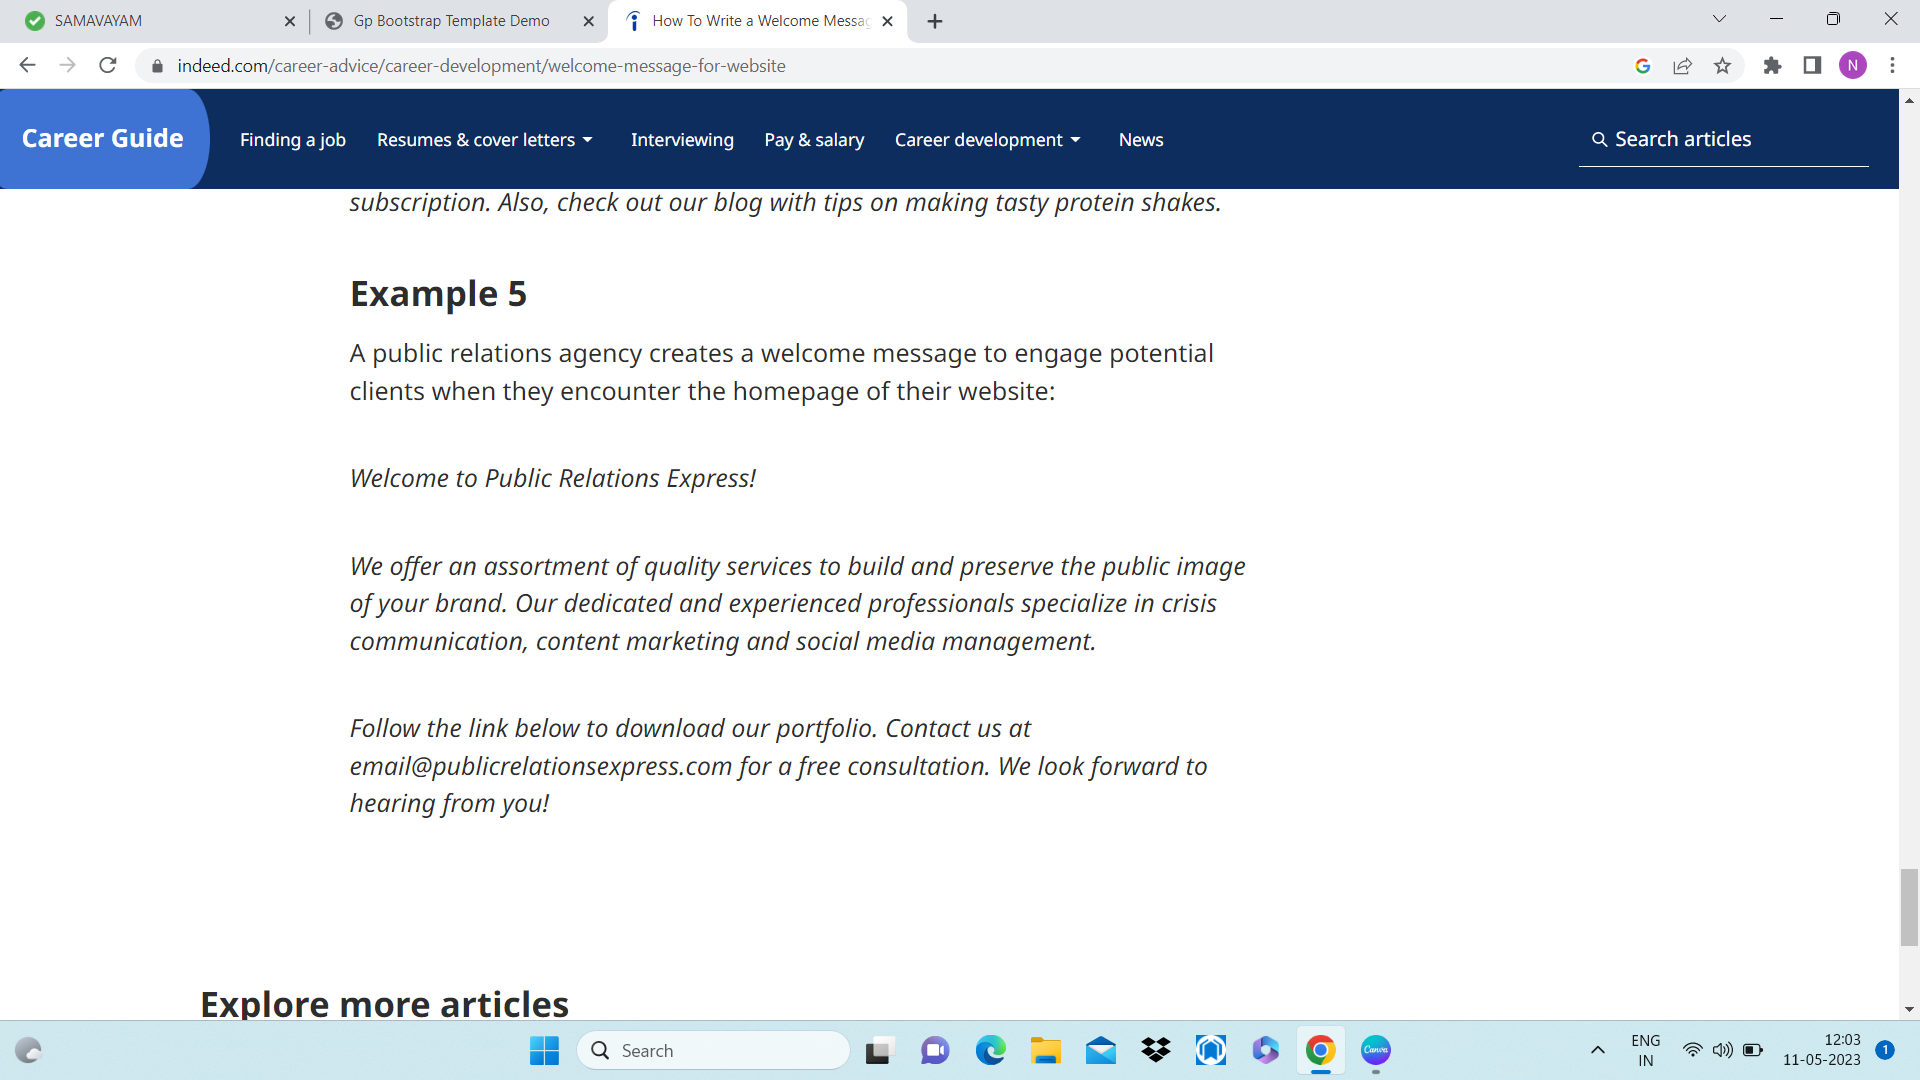 SAMAVAYAM
Gp Bootstrap Template Demo
How To Write a Welcome Messag
indeed.com/career-advice/career-development/welcome-message-for-website
N
Career Guide
Finding a job
Resumes & cover letters
Interviewing
Pay & salary
Career development
News
Search articles
subscription. Also, check out our blog with tips on making tasty protein shakes.
Example 5
A public relations agency creates a welcome message to engage potential
clients when they encounter the homepage of their website:
Welcome to Public Relations Express!
We offer an assortment of quality services to build and preserve the public image
of your brand. Our dedicated and experienced professionals specialize in crisis
communication, content marketing and social media management.
Follow the link below to download our portfolio. Contact us at
email@publicrelationsexpress.com for a free consultation. We look forward to
hearing from you!
Explore more articles
Search
Canva
ENG
IN
12:03
11-05-2023
1